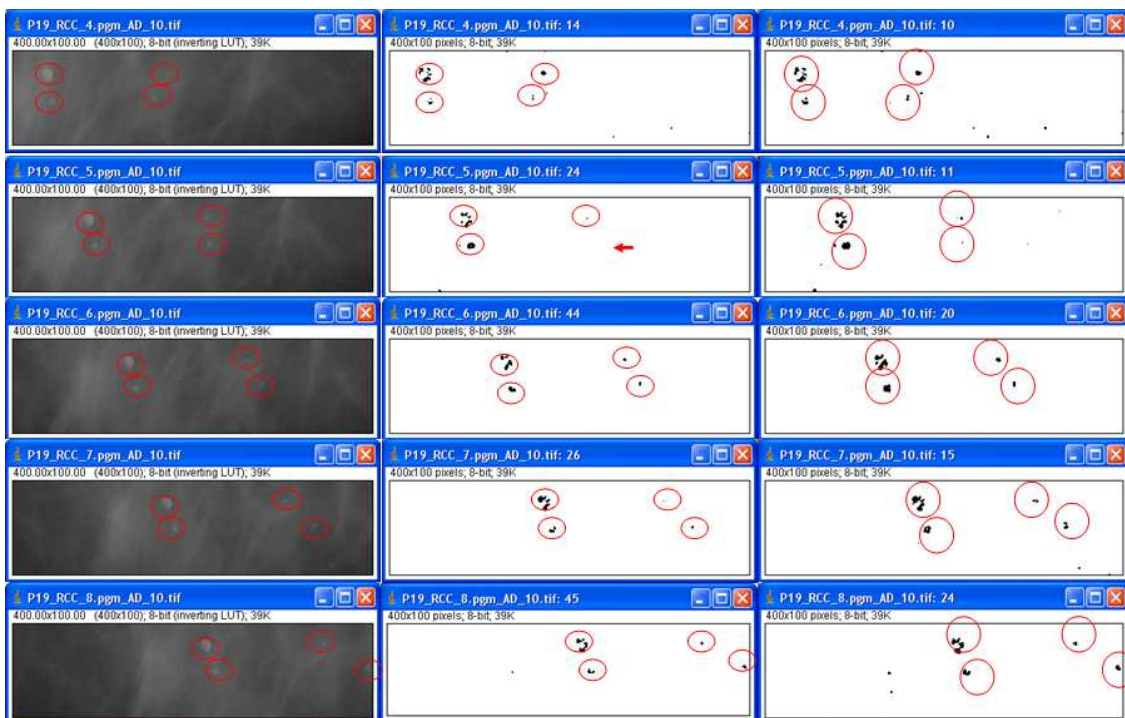 P19_RCC_4.pgm_AD_10.tif
400.00x100.00 (400x100); 8-bit (inverting LUT); 39K
P19_RCC_4.pgm_AD_10.tif: 14
400x100 pixels; 8-bit; 39K
P19_RCC_4.pgm_AD_10.tif: 10
400x100 pixels; 8-bit; 39K
P19_RCC_5.pgm_AD_10.tif
400.00x100.00 (400x100); 8-bit (inverting LUT); 39K
P19_RCC_5.pgm_AD_10.tif: 24
400x100 pixels; 8-bit; 39K
P19_RCC_5.pgm_AD_10.tif: 11
400x100 pixels; 8-bit; 39K
P19_RCC_6.pgm_AD_10.tif
400.00x100.00 (400x100); 8-bit (inverting LUT); 39K
P19_RCC_6.pgm_AD_10.tif: 44
400x100 pixels; 8-bit; 39K
P19_RCC_6.pgm_AD_10.tif: 20
400x100 pixels; 8-bit; 39K
P19_RCC_7.pgm_AD_10.tif
400.00x100.00 (400x100); 8-bit (inverting LUT); 39K
P19_RCC_7.pgm_AD_10.tif: 26
400x100 pixels; 8-bit; 39K
P19_RCC_7.pgm_AD_10.tif: 15
400x100 pixels; 8-bit; 39K
P19_RCC_8.pgm_AD_10.tif
400.00x100.00 (400x100); 8-bit (inverting LUT); 39K
P19_RCC_8.pgm_AD_10.tif: 45
400x100 pixels; 8-bit; 39K
P19_RCC_8.pgm_AD_10.tif: 24
400x100 pixels; 8-bit; 39K